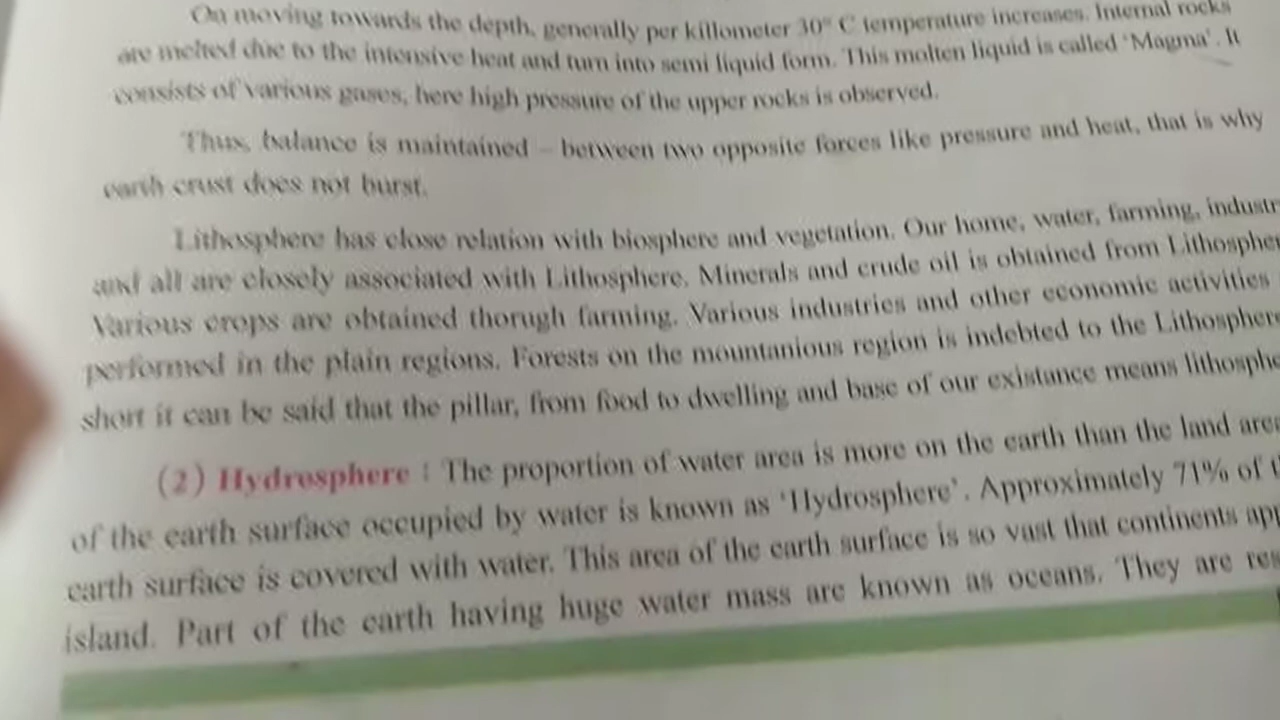 On moving towards the depth, generally per killometer 30° C temperature increases. Internal rocks
are melted due to the intensive heat and turn into semi liquid form. This molten liquid is called 'Magma'. It
consists of various gases, here high pressure of the upper rocks is observed.
Thus, balance is maintained – between two opposite forces like pressure and heat, that is why
earth crust does not burst.
Lithosphere has close relation with biosphere and vegetation. Our home, water, farming, industr
and all are closely associated with Lithosphere. Minerals and crude oil is obtained from Lithospher
Various crops are obtained thorugh farming. Various industries and other economic activities
performed in the plain regions. Forests on the mountanious region is indebted to the Lithosphere
short it can be said that the pillar, from food to dwelling and base of our existance means lithosphe
(2) Hydrosphere : The proportion of water area is more on the earth than the land area
of the earth surface occupied by water is known as 'Hydrosphere'. Approximately 71% of t
earth surface is covered with water. This area of the earth surface is so vast that continents app
island. Part of the earth having huge water mass are known as oceans. They are res